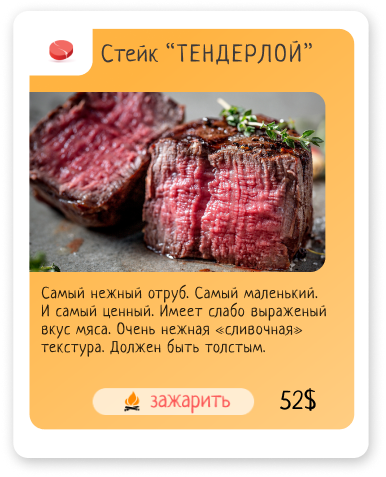 Стейк “ТЕНДЕРЛОЙ”
Самый нежный отруб. Самый маленький.
И самый ценный. Имеет слабо выраженый
вкус мяса. Очень нежная «сливочная»
текстура. Должен быть толстым.
зажарить 52$